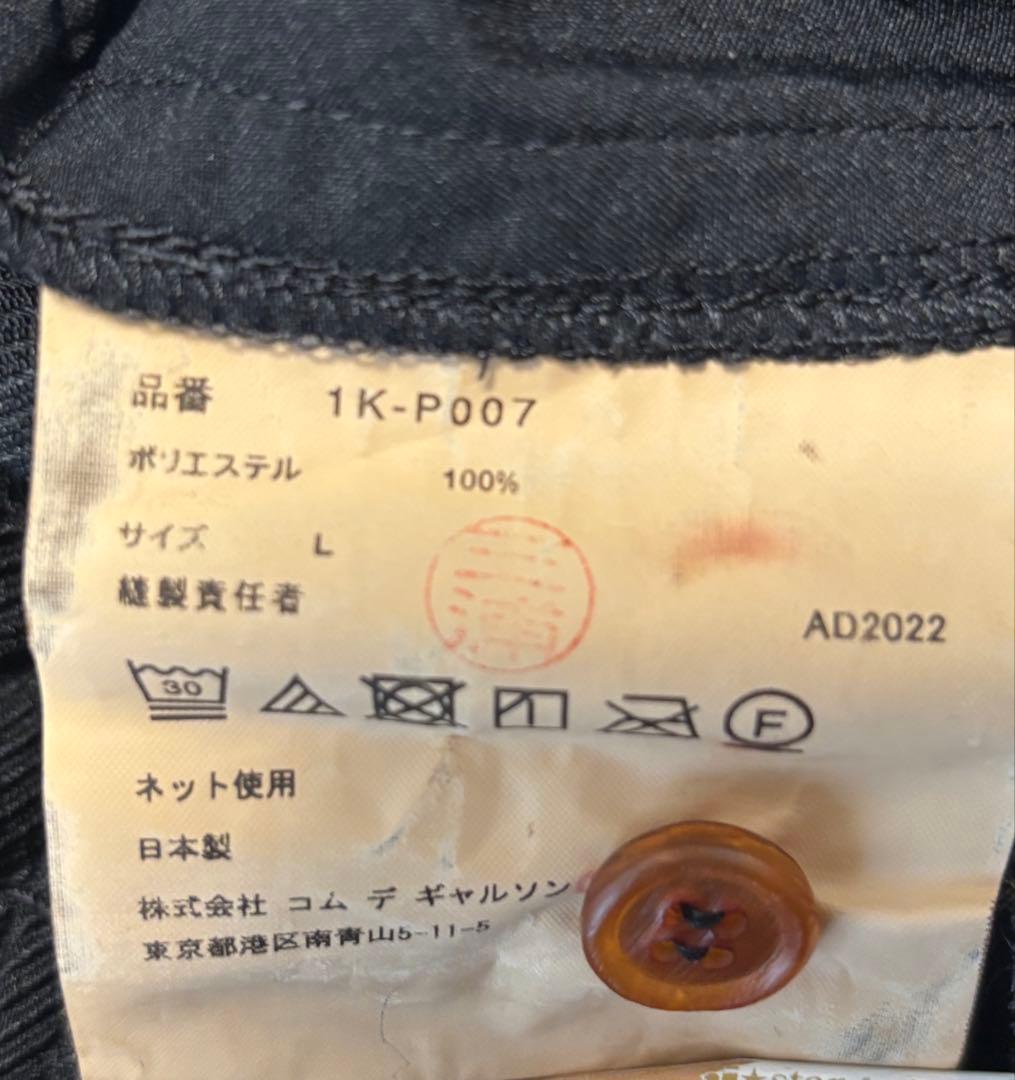 品番 1K-P007
ポリエステル 100%
サイズ L
縫製責任者
AD2022
30
F
ネット使用
日本製
株式会社 コム デ ギャルソン
東京都港区南青山5-11-5